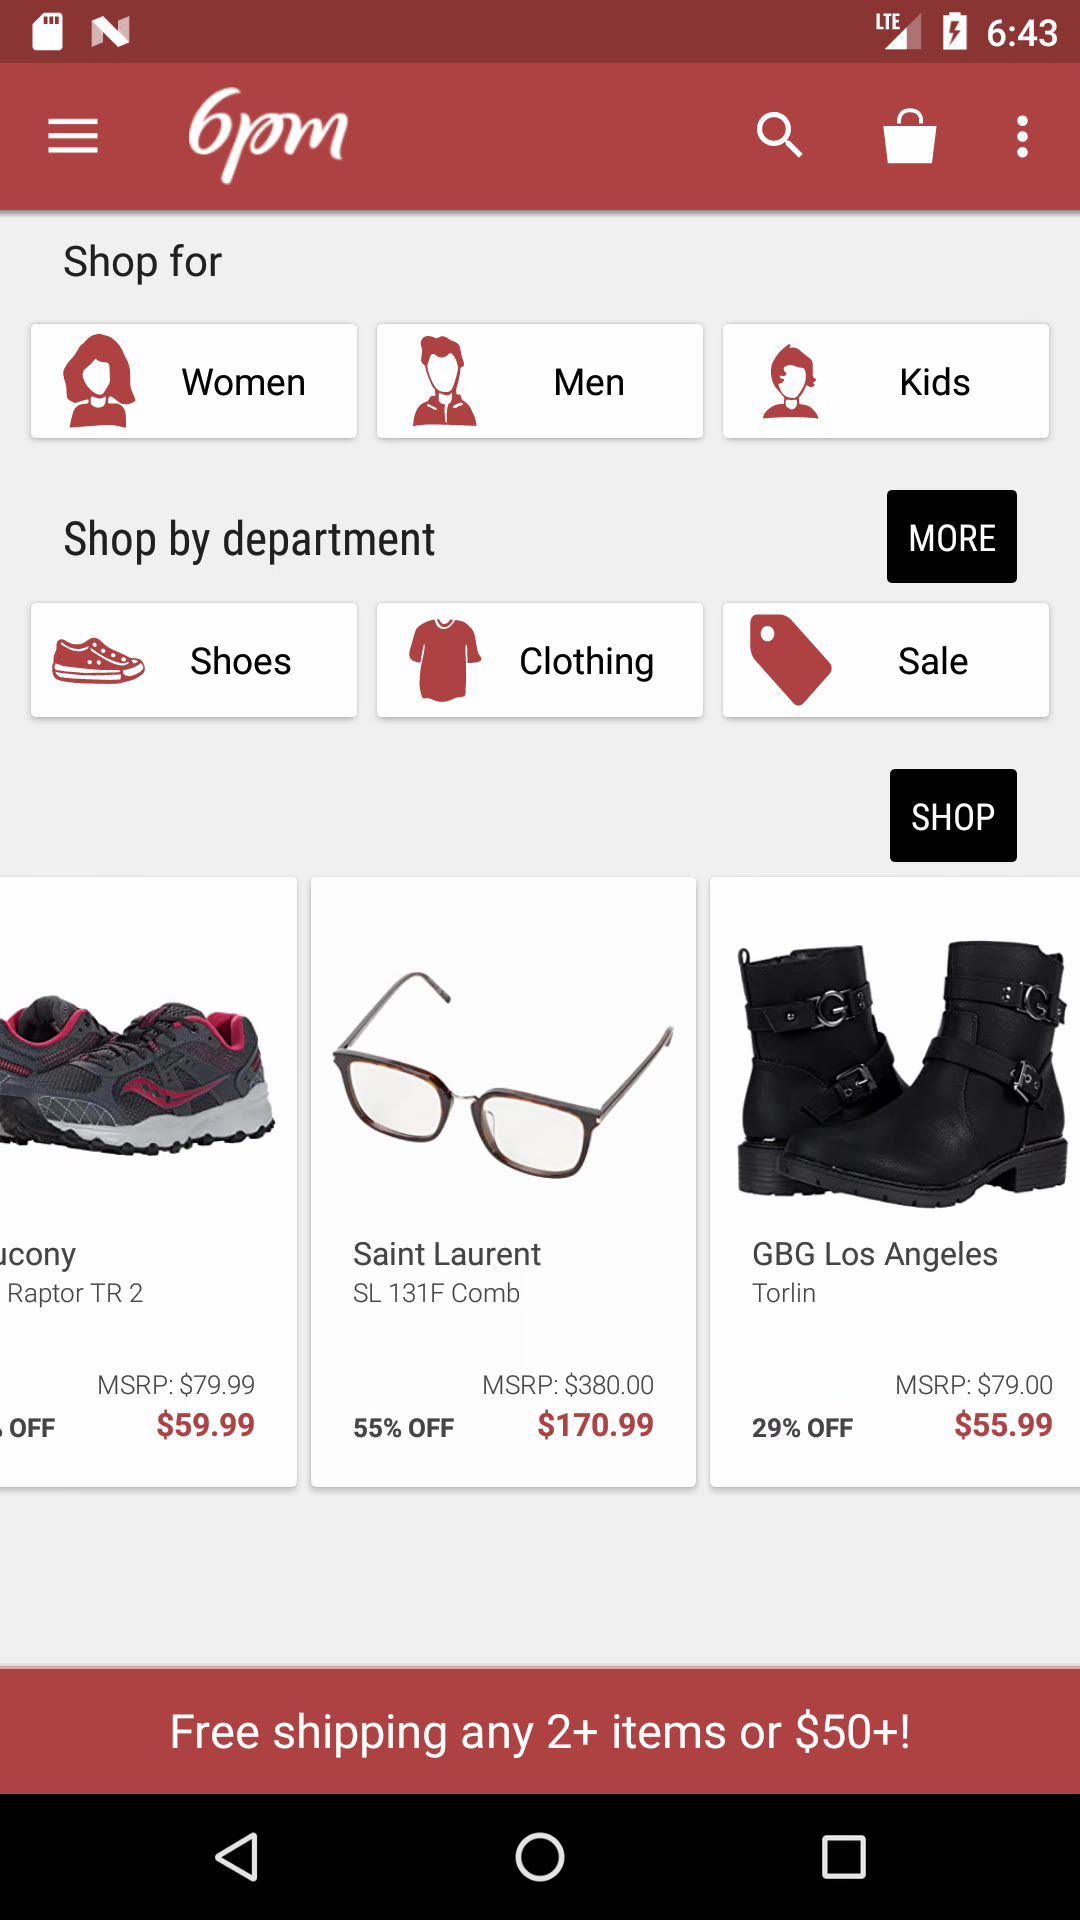 LTE 6:43
6pm
Shop for
Women Men Kids
Shop by department MORE
Shoes Clothing Sale
SHOP
ucony Saint Laurent GBG Los Angeles
Raptor TR 2 SL 131F Comb Torlin
MSRP: $79.99 MSRP: $380.00 MSRP: $79.00
% OFF $59.99 55% OFF $170.99 29% OFF $55.99
Free shipping any 2+ items or $50+!